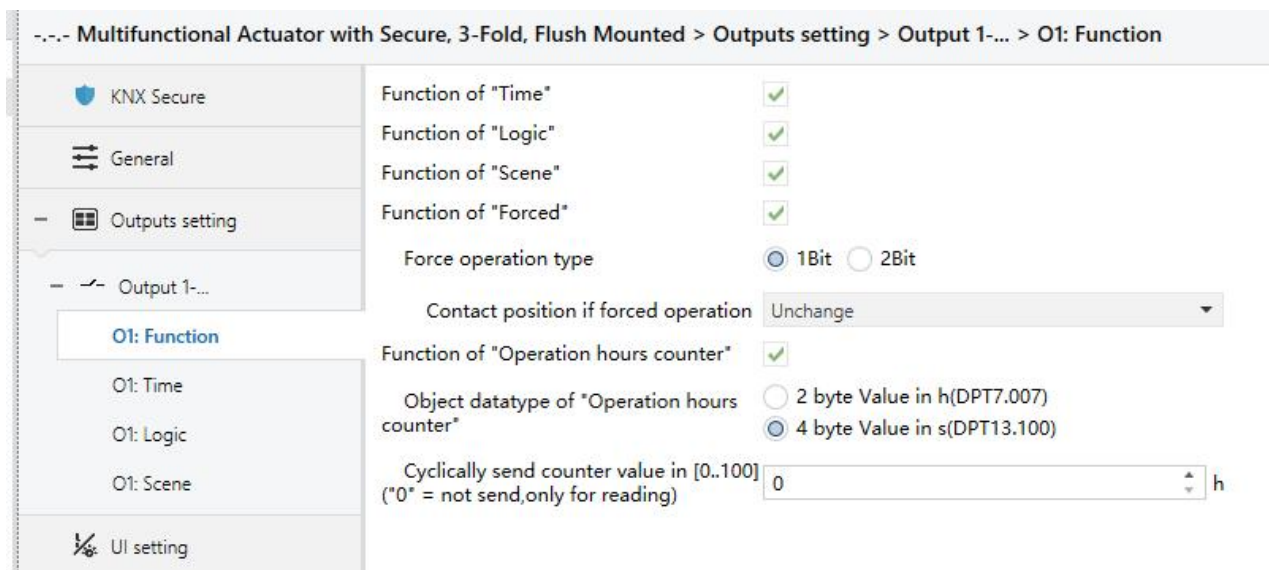 -.-.- Multifunctional Actuator with Secure, 3-Fold, Flush Mounted > Outputs setting > Output 1-... > O1: Function
KNX Secure
General
Outputs setting
Output 1-...
O1: Function
O1: Time
O1: Logic
O1: Scene
UI setting
Function of "Time"
Function of "Logic"
Function of "Scene"
Function of "Forced"
Force operation type 1Bit 2Bit
Contact position if forced operation Unchange
Function of "Operation hours counter"
Object datatype of "Operation hours
counter"
2 byte Value in h(DPT7.007)
4 byte Value in s(DPT13.100)
Cyclically send counter value in [0..100]
("0" = not send,only for reading)
0 h